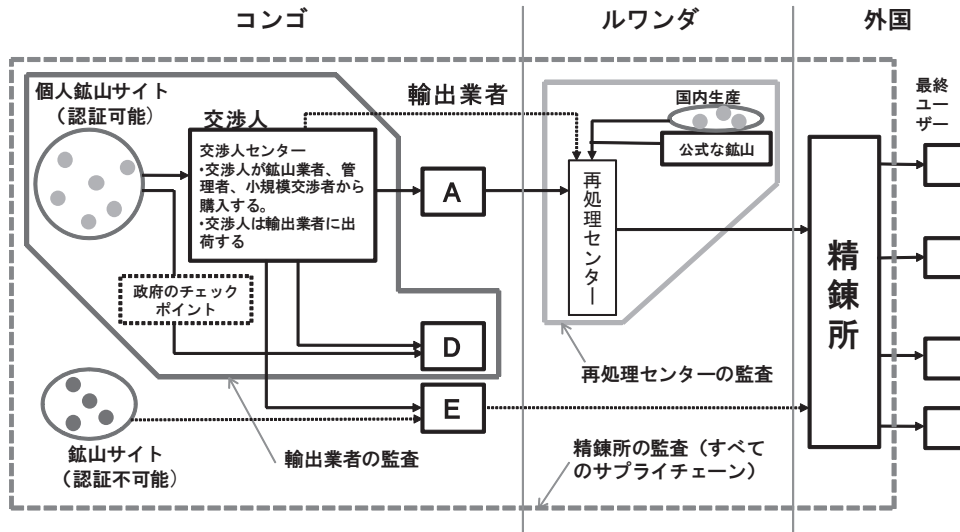 コンゴ
ルワンダ
外国
個人鉱山サイト
（認証可能）
交渉人
輸出業者
国内生産
最終
ユー
ザー
交渉人センター
・交渉人が鉱山業者、管
理者、小規模交渉者から
購入する。
・交渉人は輸出業者に出
荷する
公式な鉱山
A
再処理センター
精錬所
政府のチェック
ポイント
D
再処理センターの監査
E
鉱山サイト
（認証不可能）
輸出業者の監査
精錬所の監査（すべて
のサプライチェーン）